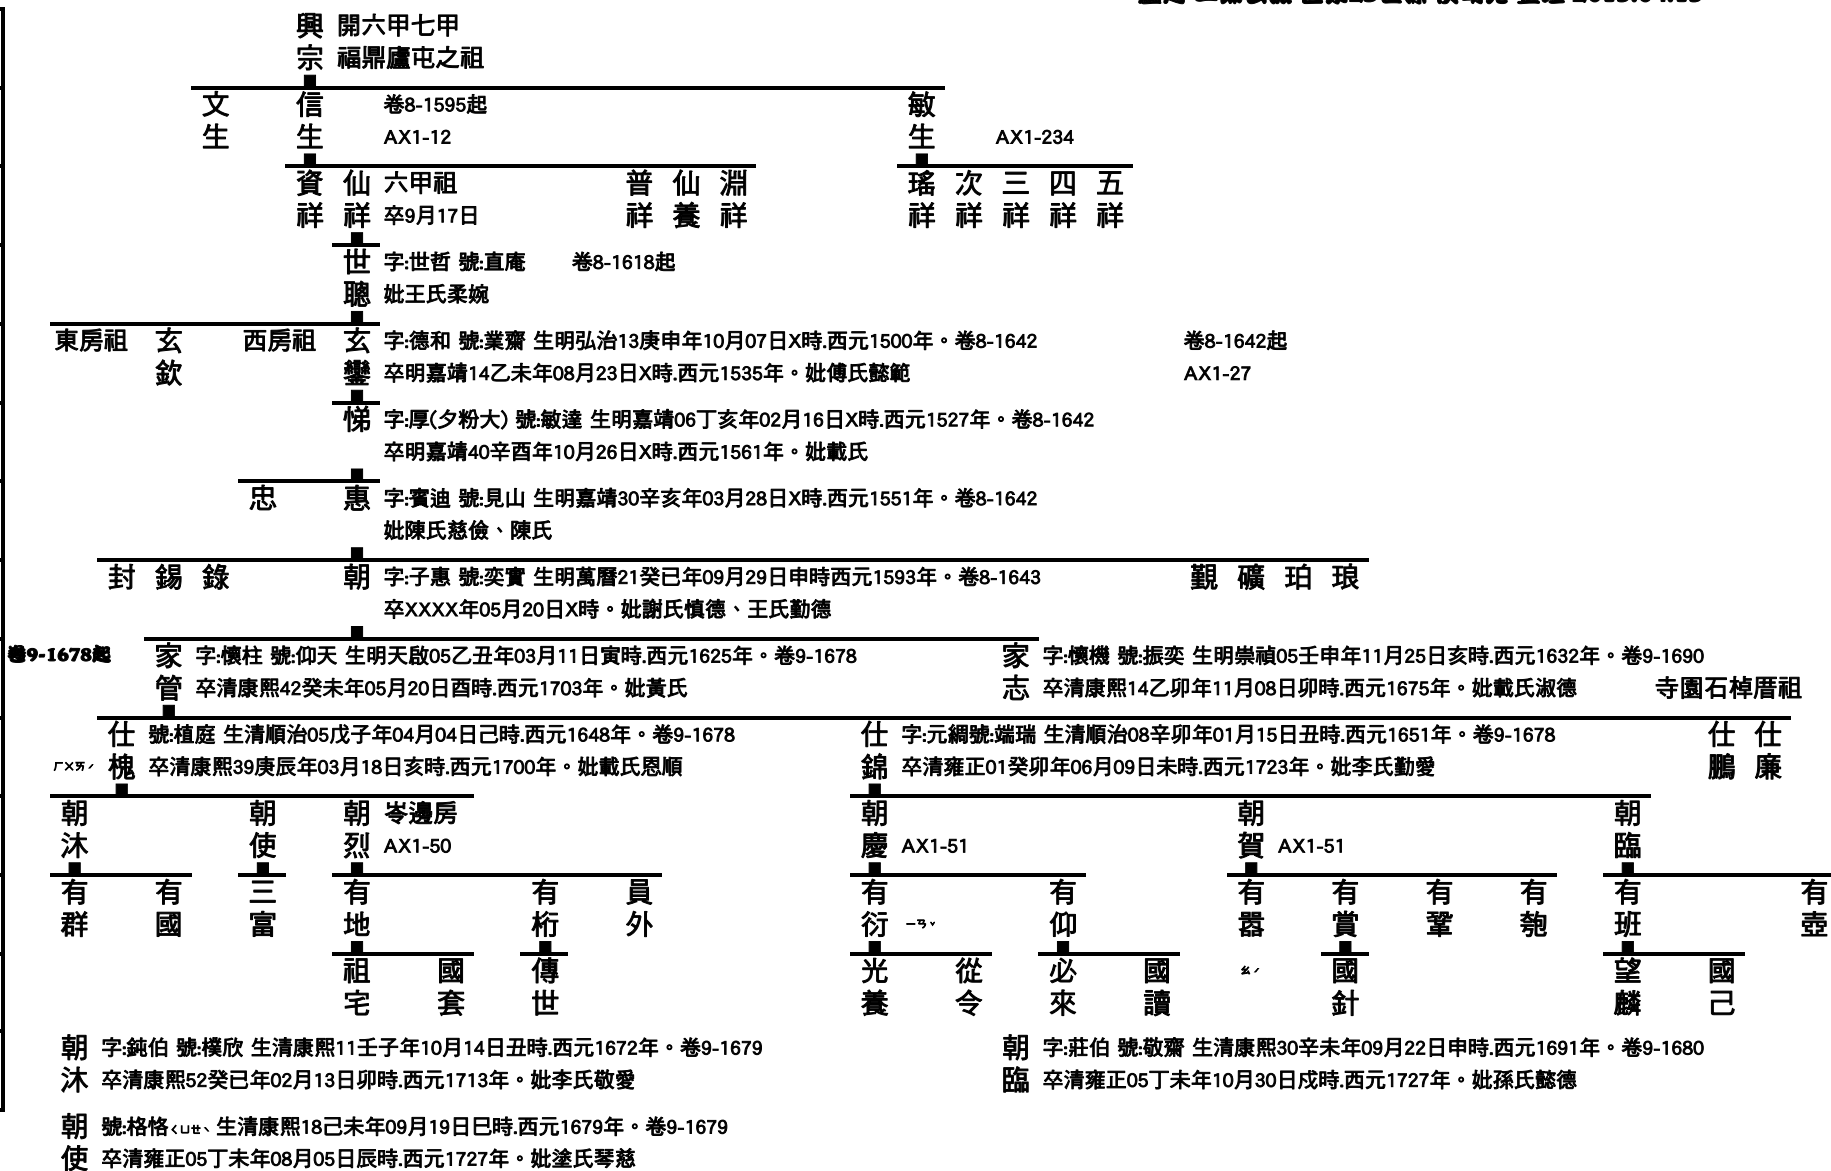 興宗 開六甲七甲
福鼎廬屯之祖
文生 信生 卷8-1595起 敏生
AX1-12 AX1-234
資祥 仙祥 六甲祖 普祥 仙養 淵祥 瑤祥 次祥 三祥 四祥 五祥
卒9月17日
世聰 字:世哲 號:直庵 卷8-1618起
妣王氏柔婉
東房祖 玄欽 西房祖 玄鑾 字:德和 號:業齋 生明弘治13庚申年10月07日X時.西元1500年。卷8-1642 卷8-1642起
卒明嘉靖14乙未年08月23日X時.西元1535年。妣傅氏懿範 AX1-27
悌 字:厚(夕粉大) 號:敏達 生明嘉靖06丁亥年02月16日X時.西元1527年。卷8-1642
卒明嘉靖40辛酉年10月26日X時.西元1561年。妣載氏
忠 惠 字:賓迪 號:見山 生明嘉靖30辛亥年03月28日X時.西元1551年。卷8-1642
妣陳氏慈儉、陳氏
封 錫 錄 朝 字:子惠 號:奕實 生明萬曆21癸巳年09月29日申時西元1593年。卷8-1643 覲 礦 珀 琅
卒XXXX年05月20日X時。妣謝氏慎德、王氏勤德
卷9-1678起 家管 字:懷柱 號:仰天 生明天啟05乙丑年03月11日寅時.西元1625年。卷9-1678 家志 字:懷機 號:振奕 生明崇禎05壬申年11月25日亥時.西元1632年。卷9-1690
卒清康熙42癸未年05月20日酉時.西元1703年。妣黃氏 卒清康熙14乙卯年11月08日卯時.西元1675年。妣載氏淑德 寺園石棹厝祖
仕槐 號:植庭 生清順治05戊子年04月04日己時.西元1648年。卷9-1678 仕錦 字:元綢號:端瑞 生清順治08辛卯年01月15日丑時.西元1651年。卷9-1678 仕鵬 仕廉
ㄏㄨㄞˊ 卒清康熙39庚辰年03月18日亥時.西元1700年。妣載氏恩順 卒清雍正01癸卯年06月09日未時.西元1723年。妣李氏勤愛
朝沐 朝使 朝烈 岺邊房 朝慶 朝賀 朝臨
AX1-50 AX1-51 AX1-51
有群 有國 三富 有地 有桁 員外 有衍 ㄧㄢˇ 有仰 有嚣 有賞 有鞏 有匏 有班 有壺
祖宅 國套 傳世 光養 從令 必來 國讀 ㄠˊ 國針 望麟 國己
朝沐 字:鈍伯 號:樸欣 生清康熙11壬子年10月14日丑時.西元1672年。卷9-1679 朝臨 字:莊伯 號:敬齋 生清康熙30辛未年09月22日申時.西元1691年。卷9-1680
卒清康熙52癸巳年02月13日卯時.西元1713年。妣李氏敬愛 卒清雍正05丁未年10月30日戍時.西元1727年。妣孫氏懿德
朝使 號:格恪ㄑㄩㄝˋ 生清康熙18己未年09月19日巳時.西元1679年。卷9-1679
卒清雍正05丁未年08月05日辰時.西元1727年。妣塗氏琴慈